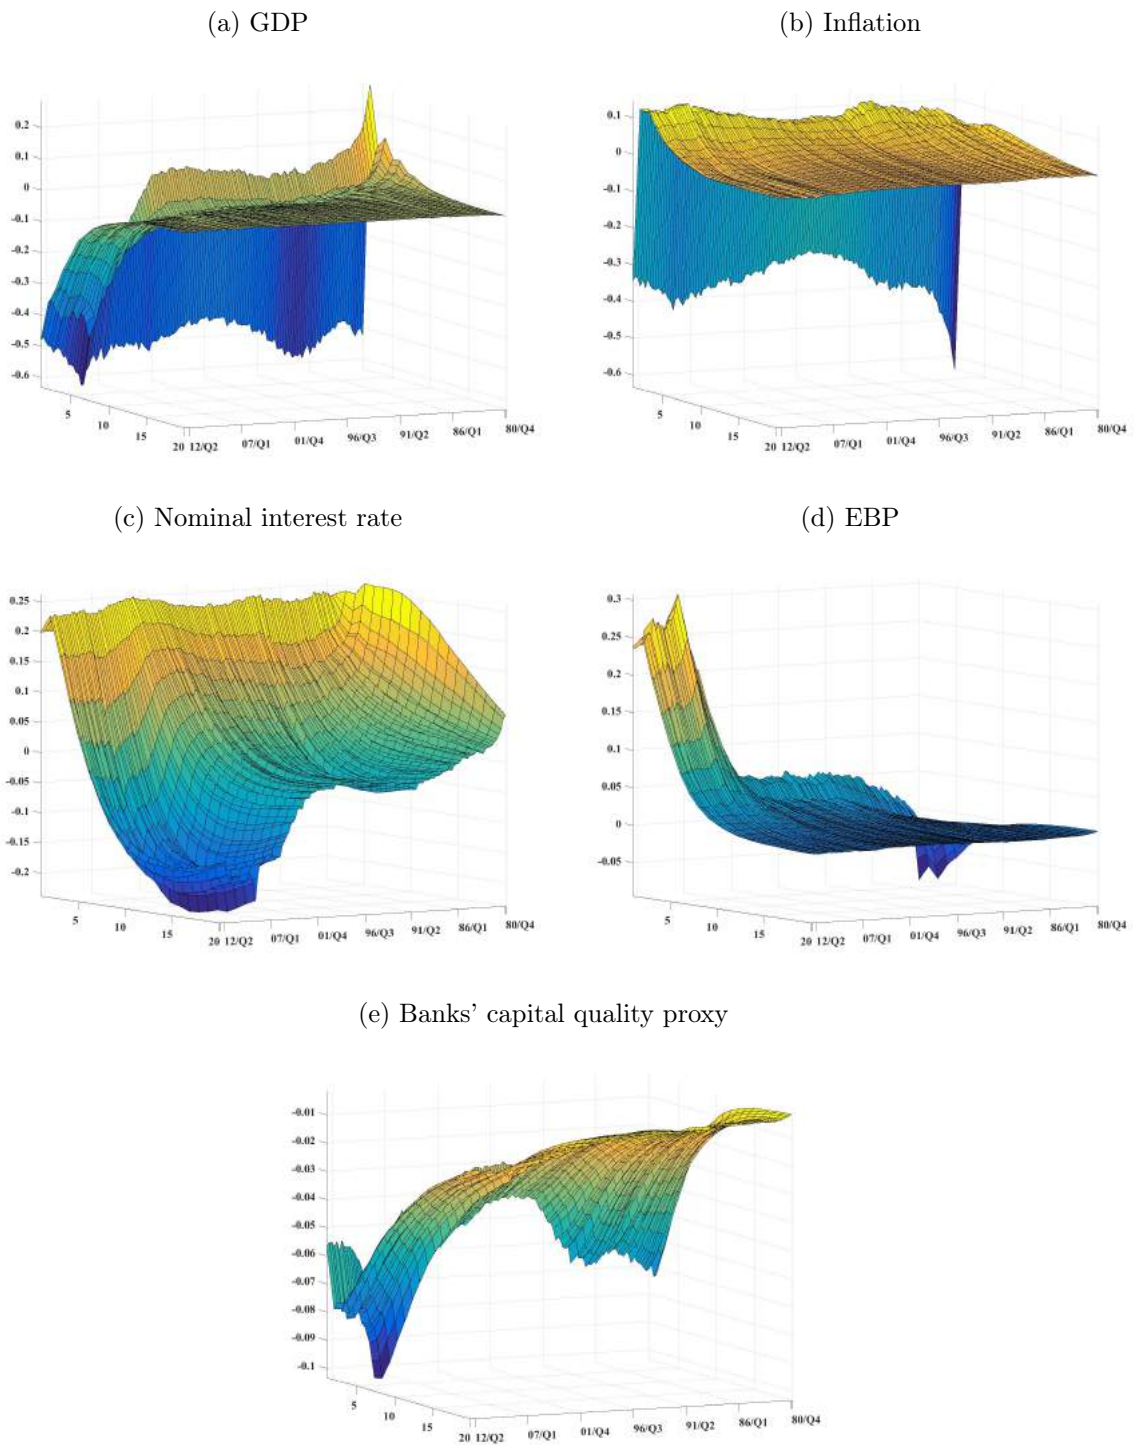 (a) GDP
(b) Inflation
0.2
0.1
0
-0.1
-0.2
-0.3
-0.4
-0.5
-0.6
5
10
15
20 12/Q2
07/Q1
01/Q4
96/Q3
91/Q2
86/Q1
80/Q4
0.1
0
-0.1
-0.2
-0.3
-0.4
-0.5
-0.6
5
10
15
20 12/Q2
07/Q1
01/Q4
96/Q3
91/Q2
86/Q1
80/Q4
(c) Nominal interest rate
(d) EBP
0.25
0.2
0.15
0.1
0.05
0
-0.05
-0.1
-0.15
-0.2
5
10
15
20 12/Q2
07/Q1
01/Q4
96/Q3
91/Q2
86/Q1
80/Q4
0.3
0.25
0.2
0.15
0.1
0.05
0
-0.05
5
10
15
20 12/Q2
07/Q1
01/Q4
96/Q3
91/Q2
86/Q1
80/Q4
(e) Banks' capital quality proxy
-0.01
-0.02
-0.03
-0.04
-0.05
-0.06
-0.07
-0.08
-0.09
-0.1
5
10
15
20 12/Q2
07/Q1
01/Q4
96/Q3
91/Q2
86/Q1
80/Q4